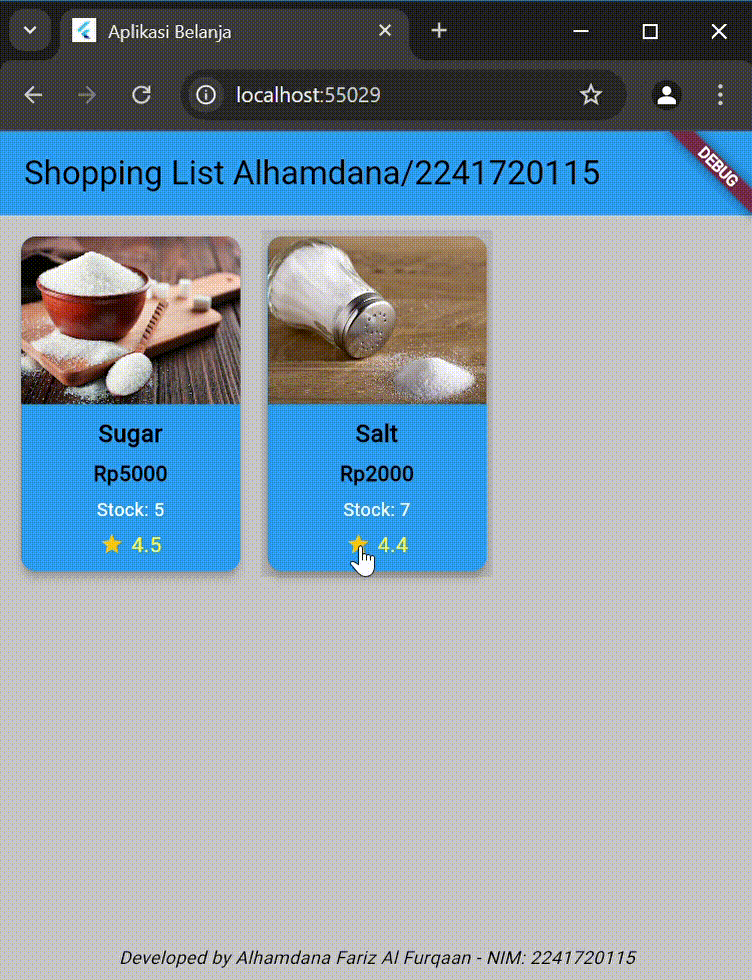 Aplikasi Belanja
localhost:55029
Shopping List Alhamdana/2241720115
DEBUG
Sugar
Rp5000
Stock: 5
4.5
Salt
Rp2000
Stock: 7
4.4
Developed by Alhamdana Fariz Al Furqaan - NIM: 2241720115